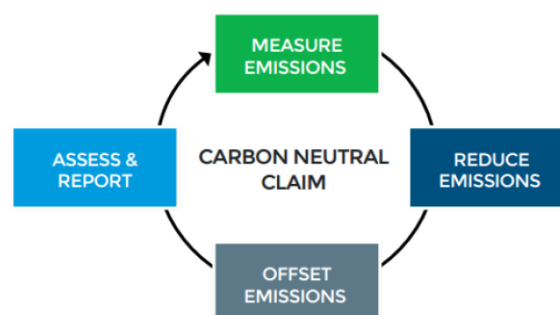 MEASURE
EMISSIONS
ASSESS &
REPORT
CARBON NEUTRAL
CLAIM
REDUCE
EMISSIONS
OFFSET
EMISSIONS